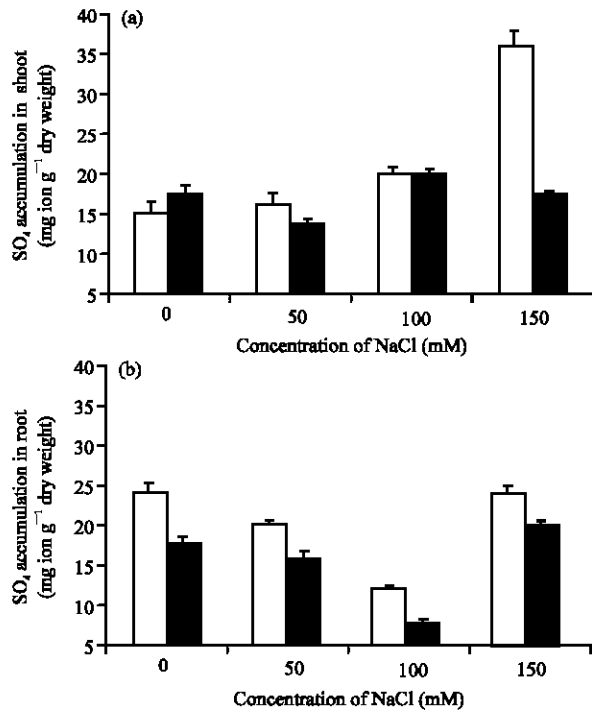 (a)
SO₄ accumulation in shoot
(mg ion g⁻¹ dry weight)
40
35
30
25
20
15
10
5
0 50 100 150
Concentration of NaCl (mM)
(b)
SO₄ accumulation in root
(mg ion g⁻¹ dry weight)
40
35
30
25
20
15
10
5
0 50 100 150
Concentration of NaCl (mM)